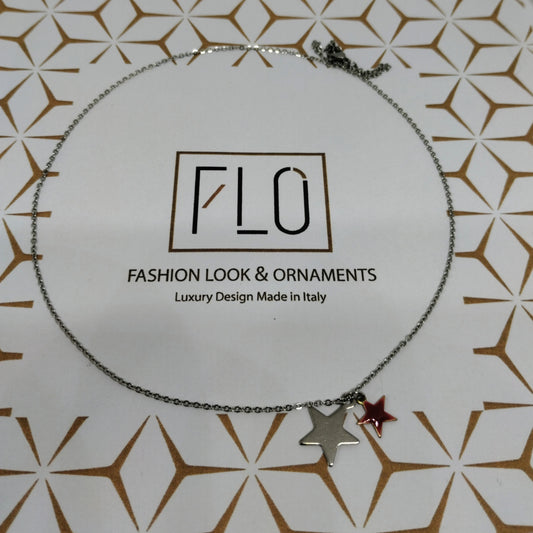 FLO
FASHION LOOK & ORNAMENTS
Luxury Design Made in Italy